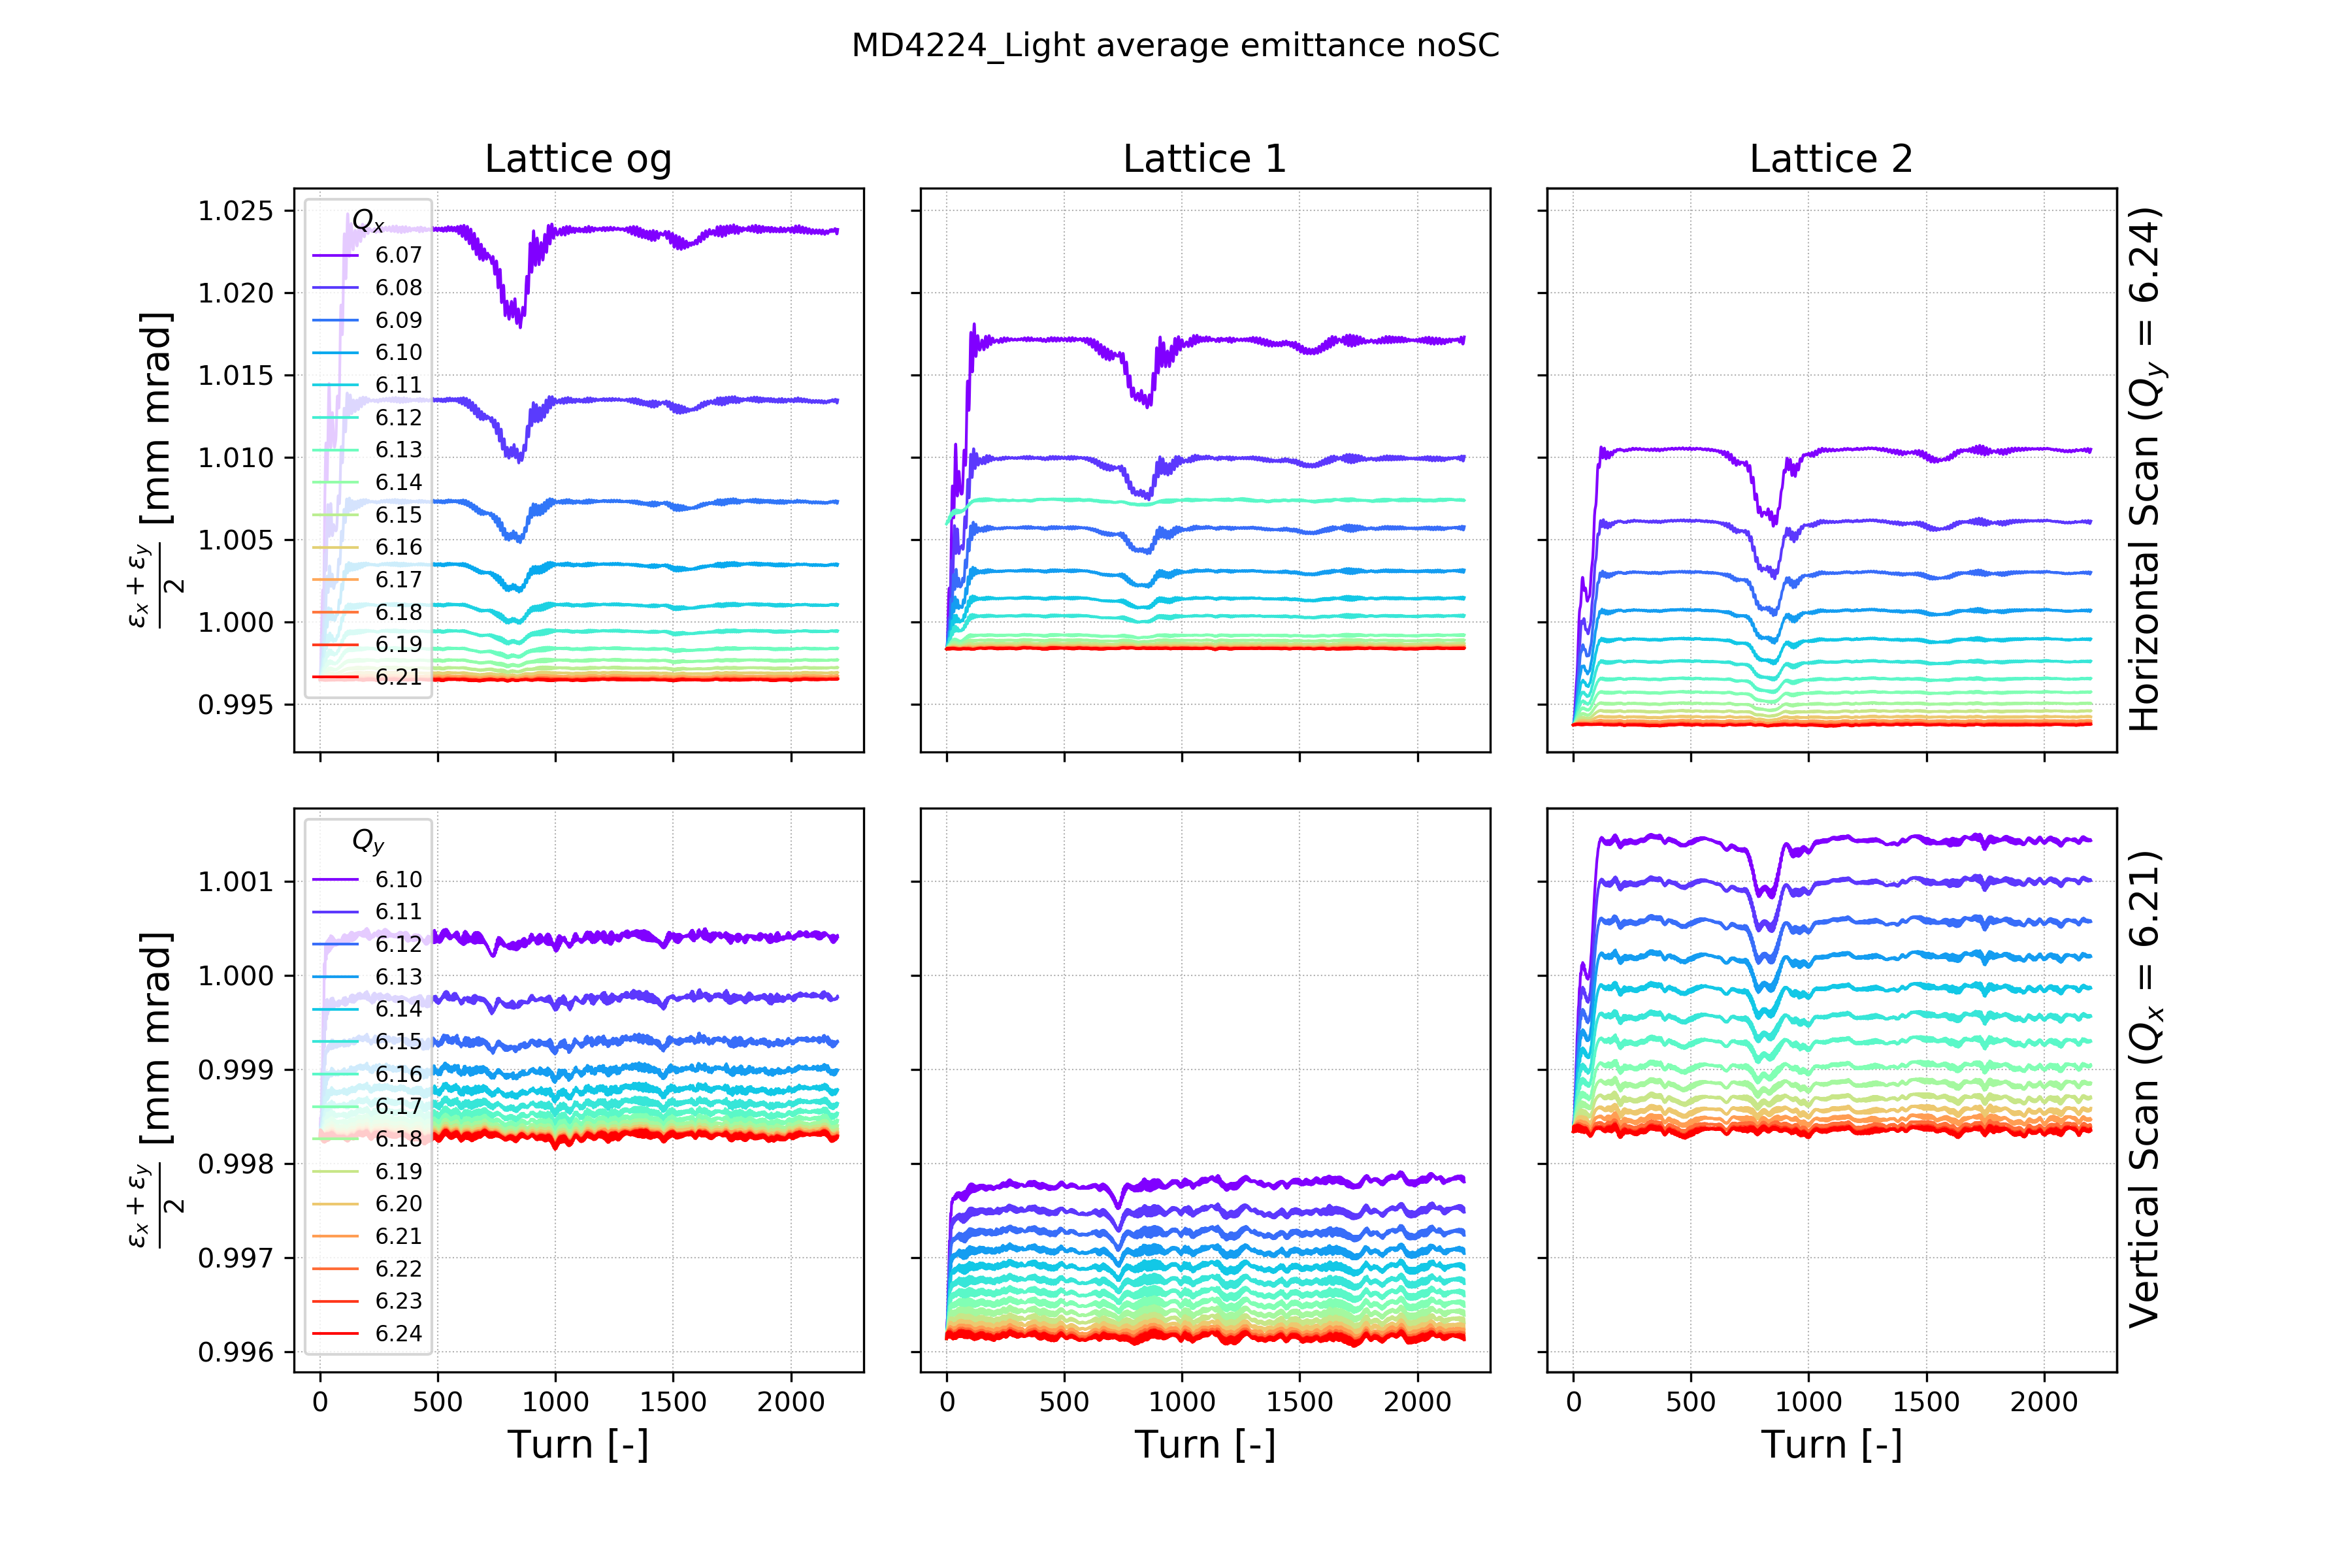 MD4224_Light average emittance noSC
Lattice og
Lattice 1
Lattice 2
1.025
1.020
1.015
1.010
1.005
1.000
0.995
εx + εy
2
[mm mrad]
Qx
6.07
6.08
6.09
6.10
6.11
6.12
6.13
6.14
6.15
6.16
6.17
6.18
6.19
6.21
Horizontal Scan (Qy = 6.24)
1.001
1.000
0.999
0.998
0.997
0.996
εx + εy
2
[mm mrad]
Qy
6.10
6.11
6.12
6.13
6.14
6.15
6.16
6.17
6.18
6.19
6.20
6.21
6.22
6.23
6.24
Vertical Scan (Qx = 6.21)
0 500 1000 1500 2000
0 500 1000 1500 2000
0 500 1000 1500 2000
Turn [-]
Turn [-]
Turn [-]